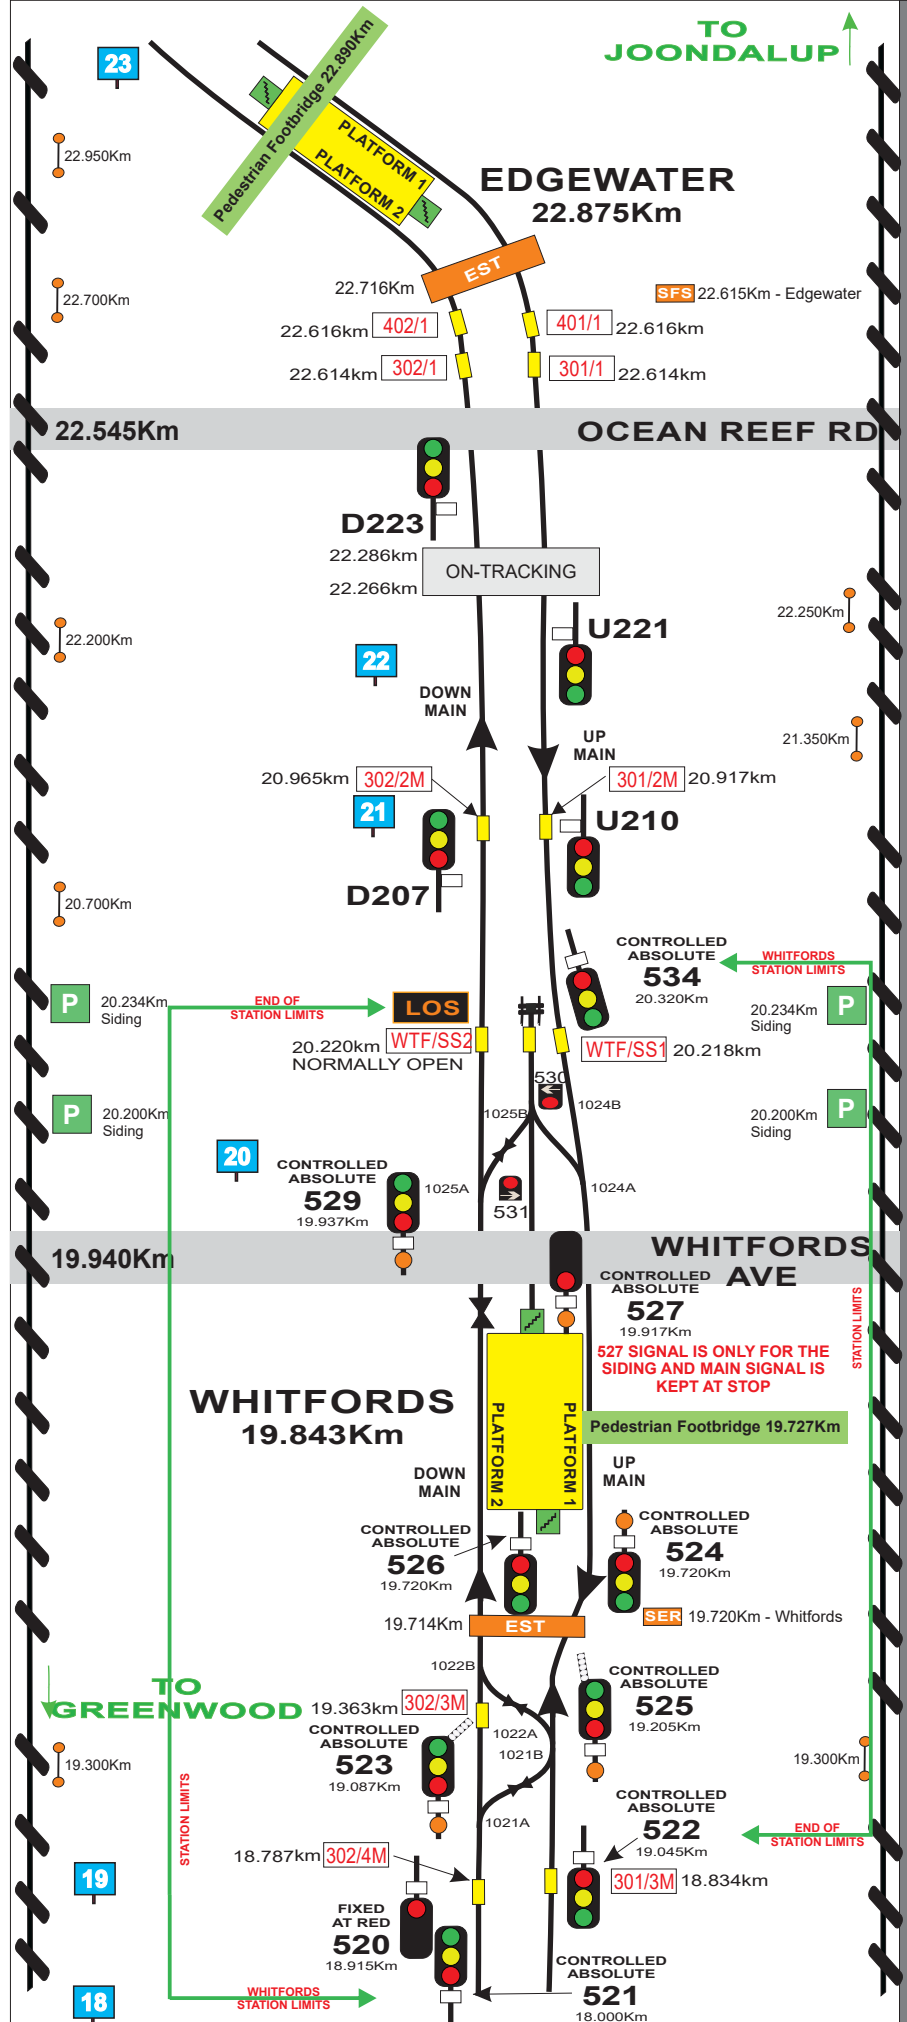 TO
JOONDALUP
23
Pedestrian Footbridge 22.890Km
22.950Km
PLATFORM 1
PLATFORM 2
EDGEWATER
22.875Km
EST
22.716Km
22.700Km
SFS 22.615Km - Edgewater
22.616km 402/1
401/1 22.616km
22.614km 302/1
301/1 22.614km
22.545Km
OCEAN REEF RD
D223
22.286km
ON-TRACKING
22.266km
22.250Km
22.200Km
U221
22
DOWN
MAIN
UP
MAIN
21.350Km
20.965km 302/2M
301/2M 20.917km
21
U210
D207
20.700Km
CONTROLLED
ABSOLUTE
534
20.320Km
WHITFORDS
STATION LIMITS
P
20.234Km
Siding
END OF
STATION LIMITS
LOS
20.234Km
Siding
P
20.220km WTF/SS2
NORMALLY OPEN
WTF/SS1 20.218km
530
P
20.200Km
Siding
1025B
1024B
20.200Km
Siding
P
20
CONTROLLED
ABSOLUTE
529
19.937Km
1025A
1024A
531
19.940Km
WHITFORDS
AVE
CONTROLLED
ABSOLUTE
527
19.917Km
STATION LIMITS
527 SIGNAL IS ONLY FOR THE
SIDING AND MAIN SIGNAL IS
KEPT AT STOP
WHITFORDS
19.843Km
PLATFORM 2
PLATFORM 1
Pedestrian Footbridge 19.727Km
DOWN
MAIN
UP
MAIN
CONTROLLED
ABSOLUTE
526
19.720Km
CONTROLLED
ABSOLUTE
524
19.720Km
19.714Km
EST
SER 19.720Km - Whitfords
1022B
TO
GREENWOOD
19.363km 302/3M
CONTROLLED
ABSOLUTE
525
19.205Km
1022A
CONTROLLED
ABSOLUTE
523
19.087Km
1021B
19.300Km
19.300Km
STATION LIMITS
1021A
CONTROLLED
ABSOLUTE
522
19.045Km
END OF
STATION LIMITS
18.787km 302/4M
301/3M 18.834km
19
FIXED
AT RED
520
18.915Km
CONTROLLED
ABSOLUTE
521
18.000Km
WHITFORDS
STATION LIMITS
18